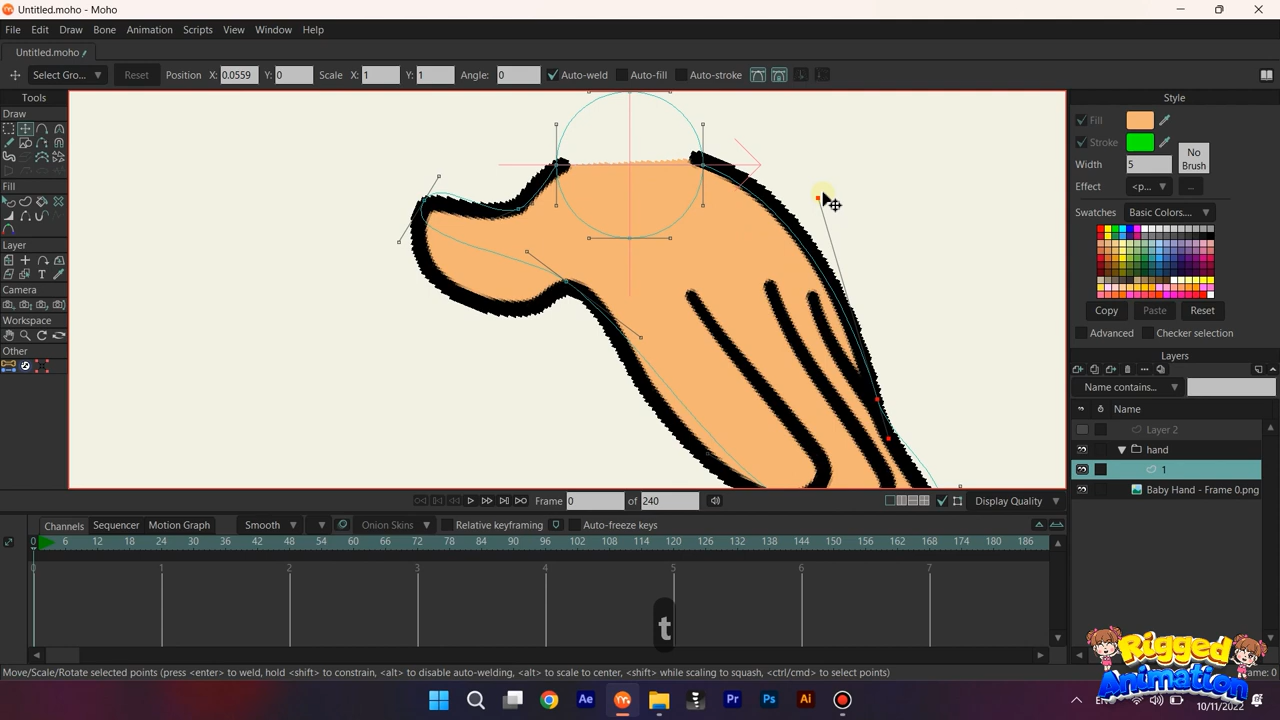 Untitled.moho - Moho
File Edit Draw Bone Animation Scripts View Window Help
Untitled.moho
Select Gro... Reset Position X: 0.0559 Y: 0 Scale X: 1 Y: 1 Angle: 0 Auto-weld Auto-fill Auto-stroke
Tools
Draw
Fill
Layer
Camera
Workspace
Other
Style
Fill
Stroke
No Brush
Width 5
Effect <p... ...
Swatches Basic Colors....
Copy Paste Reset
Advanced Checker selection
Layers
Name contains...
Name
Layer 2
hand
1
Baby Hand - Frame 0.png
Frame 0 of 240 Display Quality
Channels Sequencer Motion Graph Smooth Onion Skins Relative keyframing Auto-freeze keys
0 6 12 18 24 30 36 42 48 54 60 66 72 78 84 90 96 102 108 114 120 126 132 138 144 150 156 162 168 174 180 186
0 1 2 3 4 5 6 7
t
Move/Scale/Rotate selected points (press <enter> to weld, hold <shift> to constrain, <alt> to disable auto-welding, <alt> to scale to center, <shift> while scaling to squash, <ctrl/cmd> to select points)
Rigged
Animation
Ae Pr Ps Ai
10/11/2022